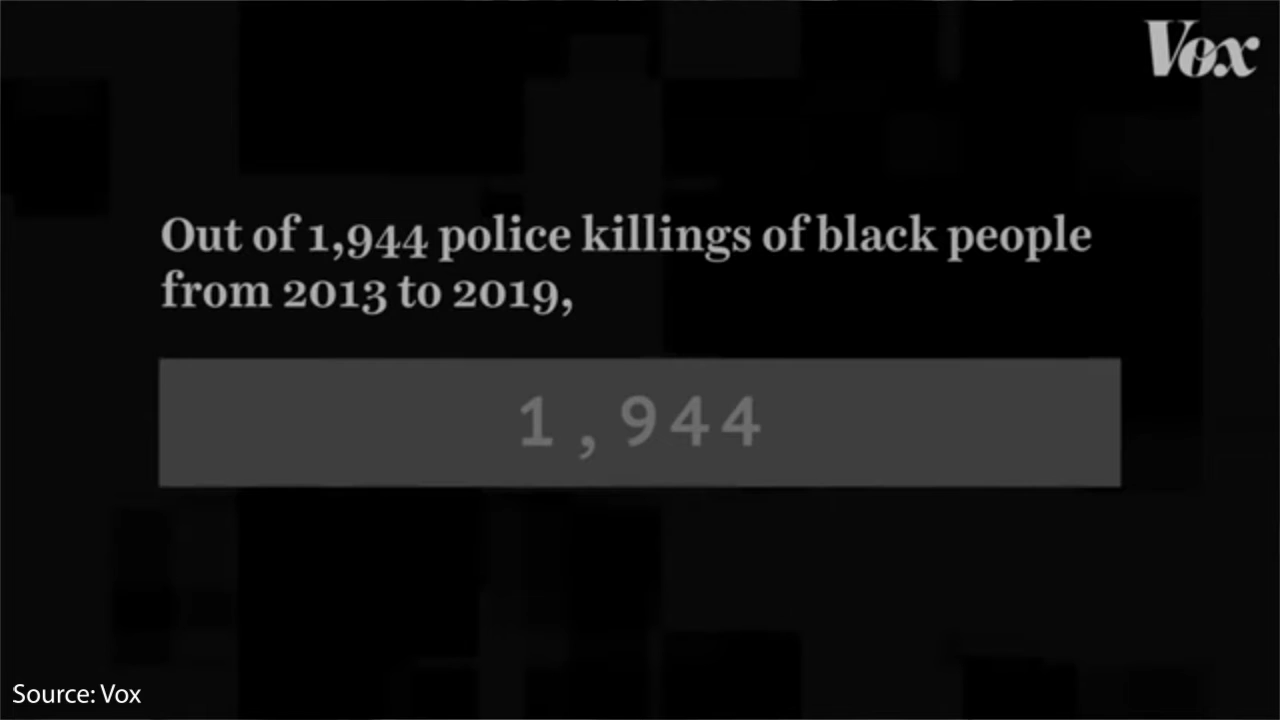 Vox
Out of 1,944 police killings of black people
from 2013 to 2019,
1,944
Source: Vox